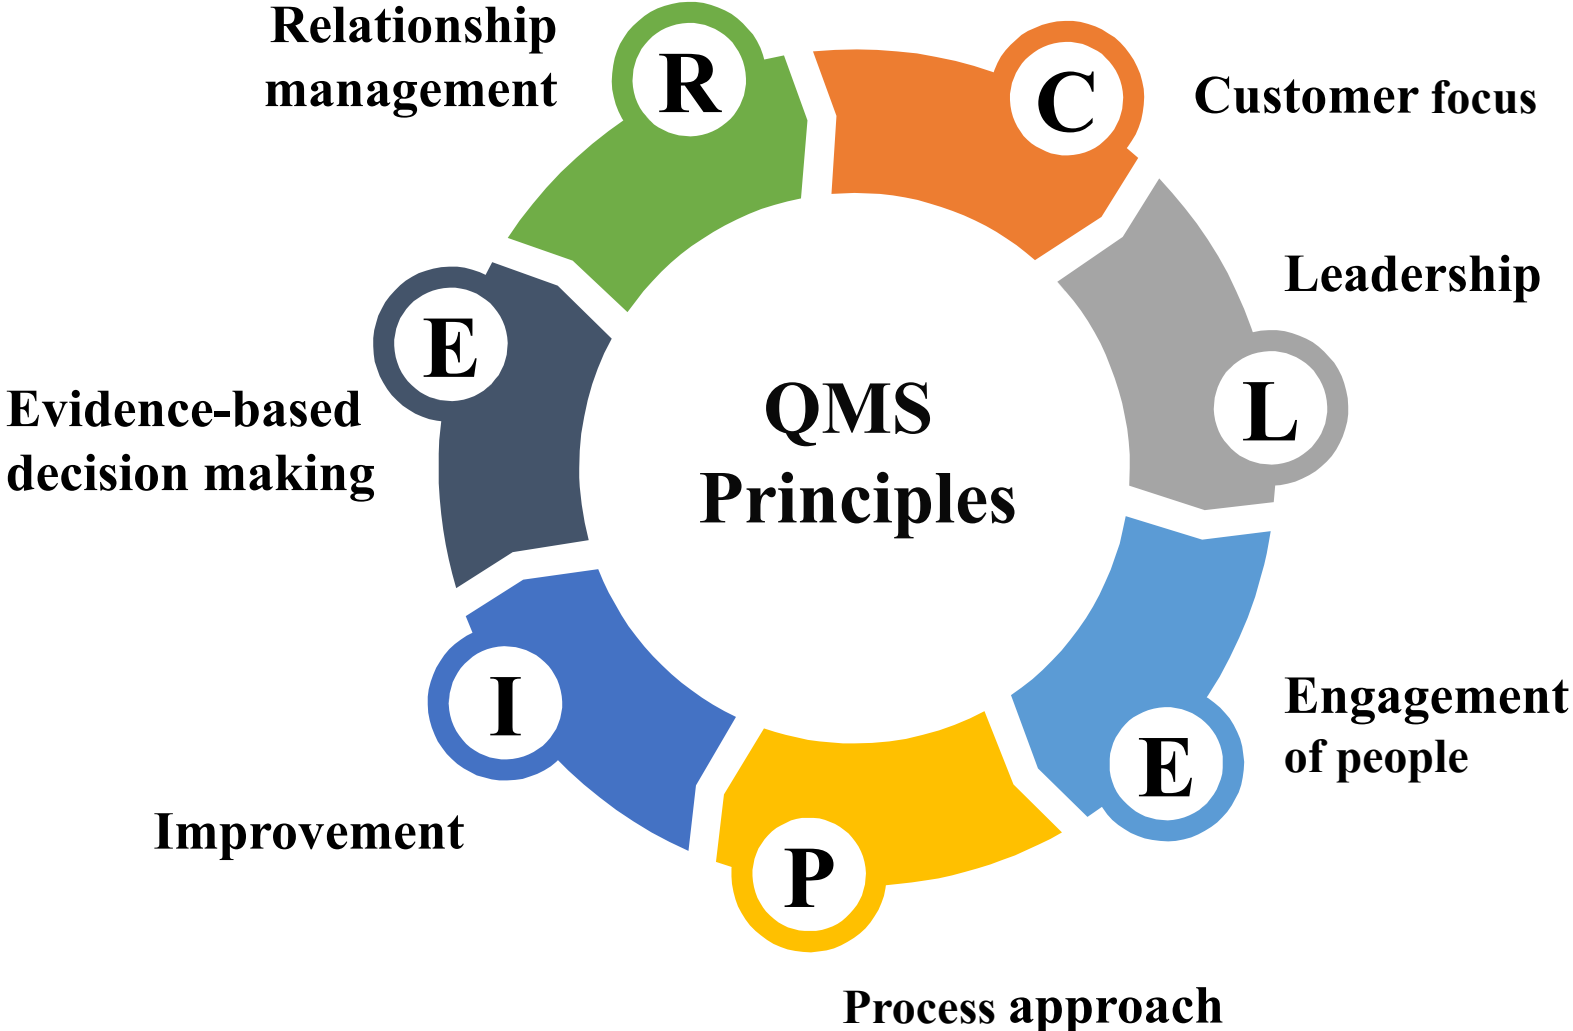 Relationship
management
R
C
Customer focus
Leadership
L
E
Evidence-based
decision making
QMS
Principles
Engagement
of people
E
I
Improvement
P
Process approach